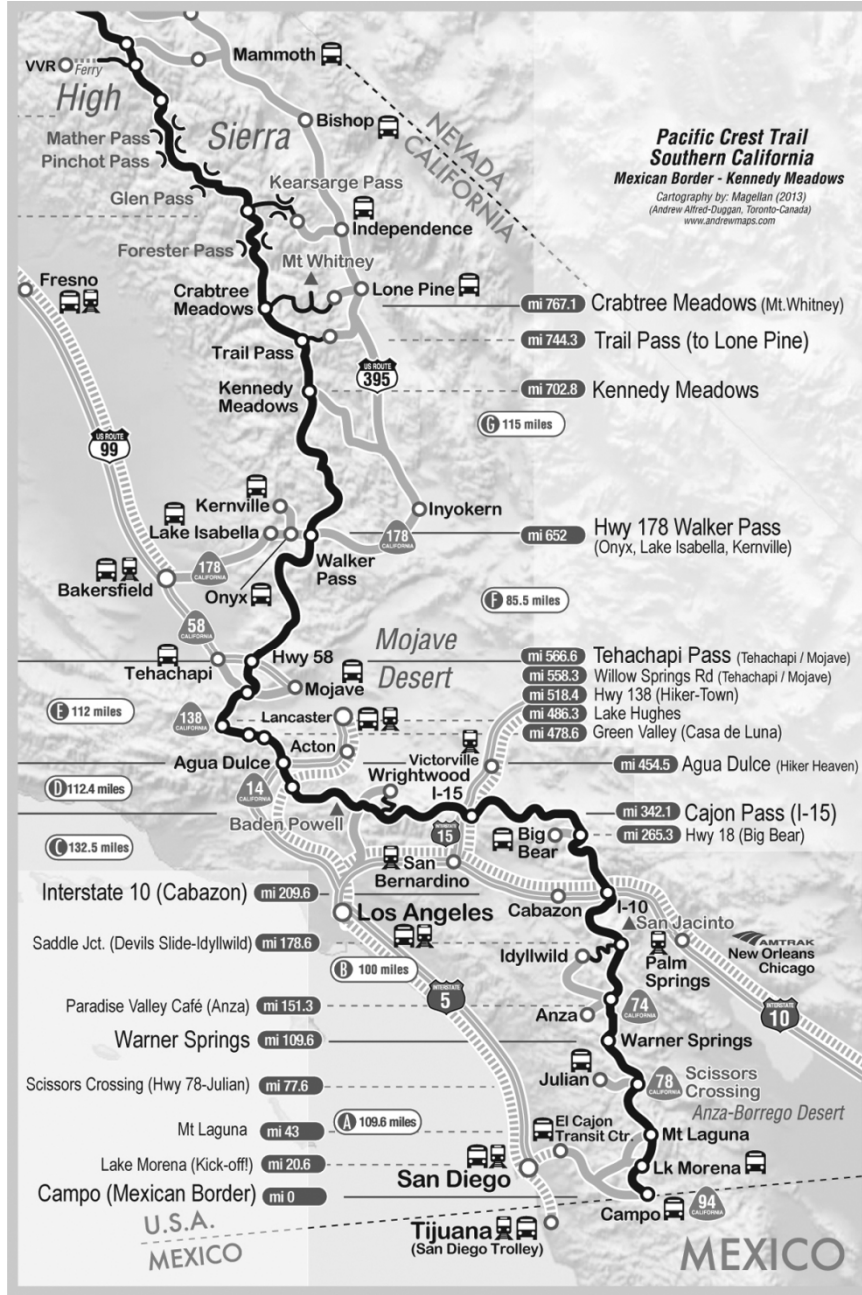 Pacific Crest Trail
Southern California
Mexican Border - Kennedy Meadows
Cartography by: Magellan (2013)
(Andrew Alfred-Duggan, Toronto-Canada)
www.andrewmaps.com
Mammoth
VVR
Ferry
High
Sierra
Bishop
NEVADA
CALIFORNIA
Mather Pass
Pinchot Pass
Glen Pass
Kearsarge Pass
Independence
Forester Pass
Mt Whitney
Fresno
Crabtree
Meadows
Lone Pine
mi 767.1 Crabtree Meadows (Mt.Whitney)
Trail Pass
mi 744.3 Trail Pass (to Lone Pine)
US ROUTE
395
Kennedy
Meadows
mi 702.8 Kennedy Meadows
G 115 miles
US ROUTE
99
Kernville
Inyokern
Lake Isabella
178
CALIFORNIA
mi 652 Hwy 178 Walker Pass
(Onyx, Lake Isabella, Kernville)
Walker
Pass
178
CALIFORNIA
Bakersfield
Onyx
F 85.5 miles
58
CALIFORNIA
Mojave
Desert
Hwy 58
Tehachapi
Mojave
mi 566.6 Tehachapi Pass (Tehachapi / Mojave)
mi 558.3 Willow Springs Rd (Tehachapi / Mojave)
mi 518.4 Hwy 138 (Hiker-Town)
mi 486.3 Lake Hughes
mi 478.6 Green Valley (Casa de Luna)
E 112 miles
138
CALIFORNIA
Lancaster
Acton
Agua Dulce
Victorville
Wrightwood
I-15
mi 454.5 Agua Dulce (Hiker Heaven)
D 112.4 miles
14
CALIFORNIA
Baden Powell
INTERSTATE
15
mi 342.1 Cajon Pass (I-15)
mi 265.3 Hwy 18 (Big Bear)
Big
Bear
C 132.5 miles
San
Bernardino
Interstate 10 (Cabazon) mi 209.6
Cabazon
I-10
Los Angeles
San Jacinto
Saddle Jct. (Devils Slide-Idyllwild) mi 178.6
Idyllwild
Palm
Springs
AMTRAK
New Orleans
Chicago
B 100 miles
INTERSTATE
5
INTERSTATE
10
Paradise Valley Café (Anza) mi 151.3
Anza
74
CALIFORNIA
Warner Springs mi 109.6
Warner Springs
Scissors Crossing (Hwy 78-Julian) mi 77.6
Julian
78
CALIFORNIA
Scissors
Crossing
Anza-Borrego Desert
Mt Laguna mi 43
A 109.6 miles
El Cajon
Transit Ctr.
Mt Laguna
Lake Morena (Kick-off!) mi 20.6
San Diego
Lk Morena
Campo (Mexican Border) mi 0
Campo
94
CALIFORNIA
U.S.A.
MEXICO
Tijuana
(San Diego Trolley)
MEXICO